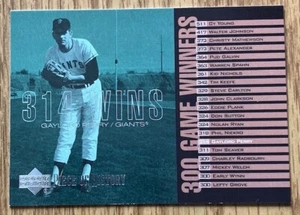 GIANTS
314 WINS
GAYLORD PERRY / GIANTS
300 GAME WINNERS
511 CY YOUNG
417 WALTER JOHNSON
373 CHRISTY MATHEWSON
373 PETE ALEXANDER
364 PUD GALVIN
363 WARREN SPAHN
361 KID NICHOLS
342 TIM KEEFE
329 STEVE CARLTON
328 JOHN CLARKSON
326 EDDIE PLANK
324 DON SUTTON
324 NOLAN RYAN
318 PHIL NIEKRO
314 GAYLORD PERRY
311 TOM SEAVER
309 CHARLEY RADBOURN
307 MICKEY WELCH
300 EARLY WYNN
300 LEFTY GROVE